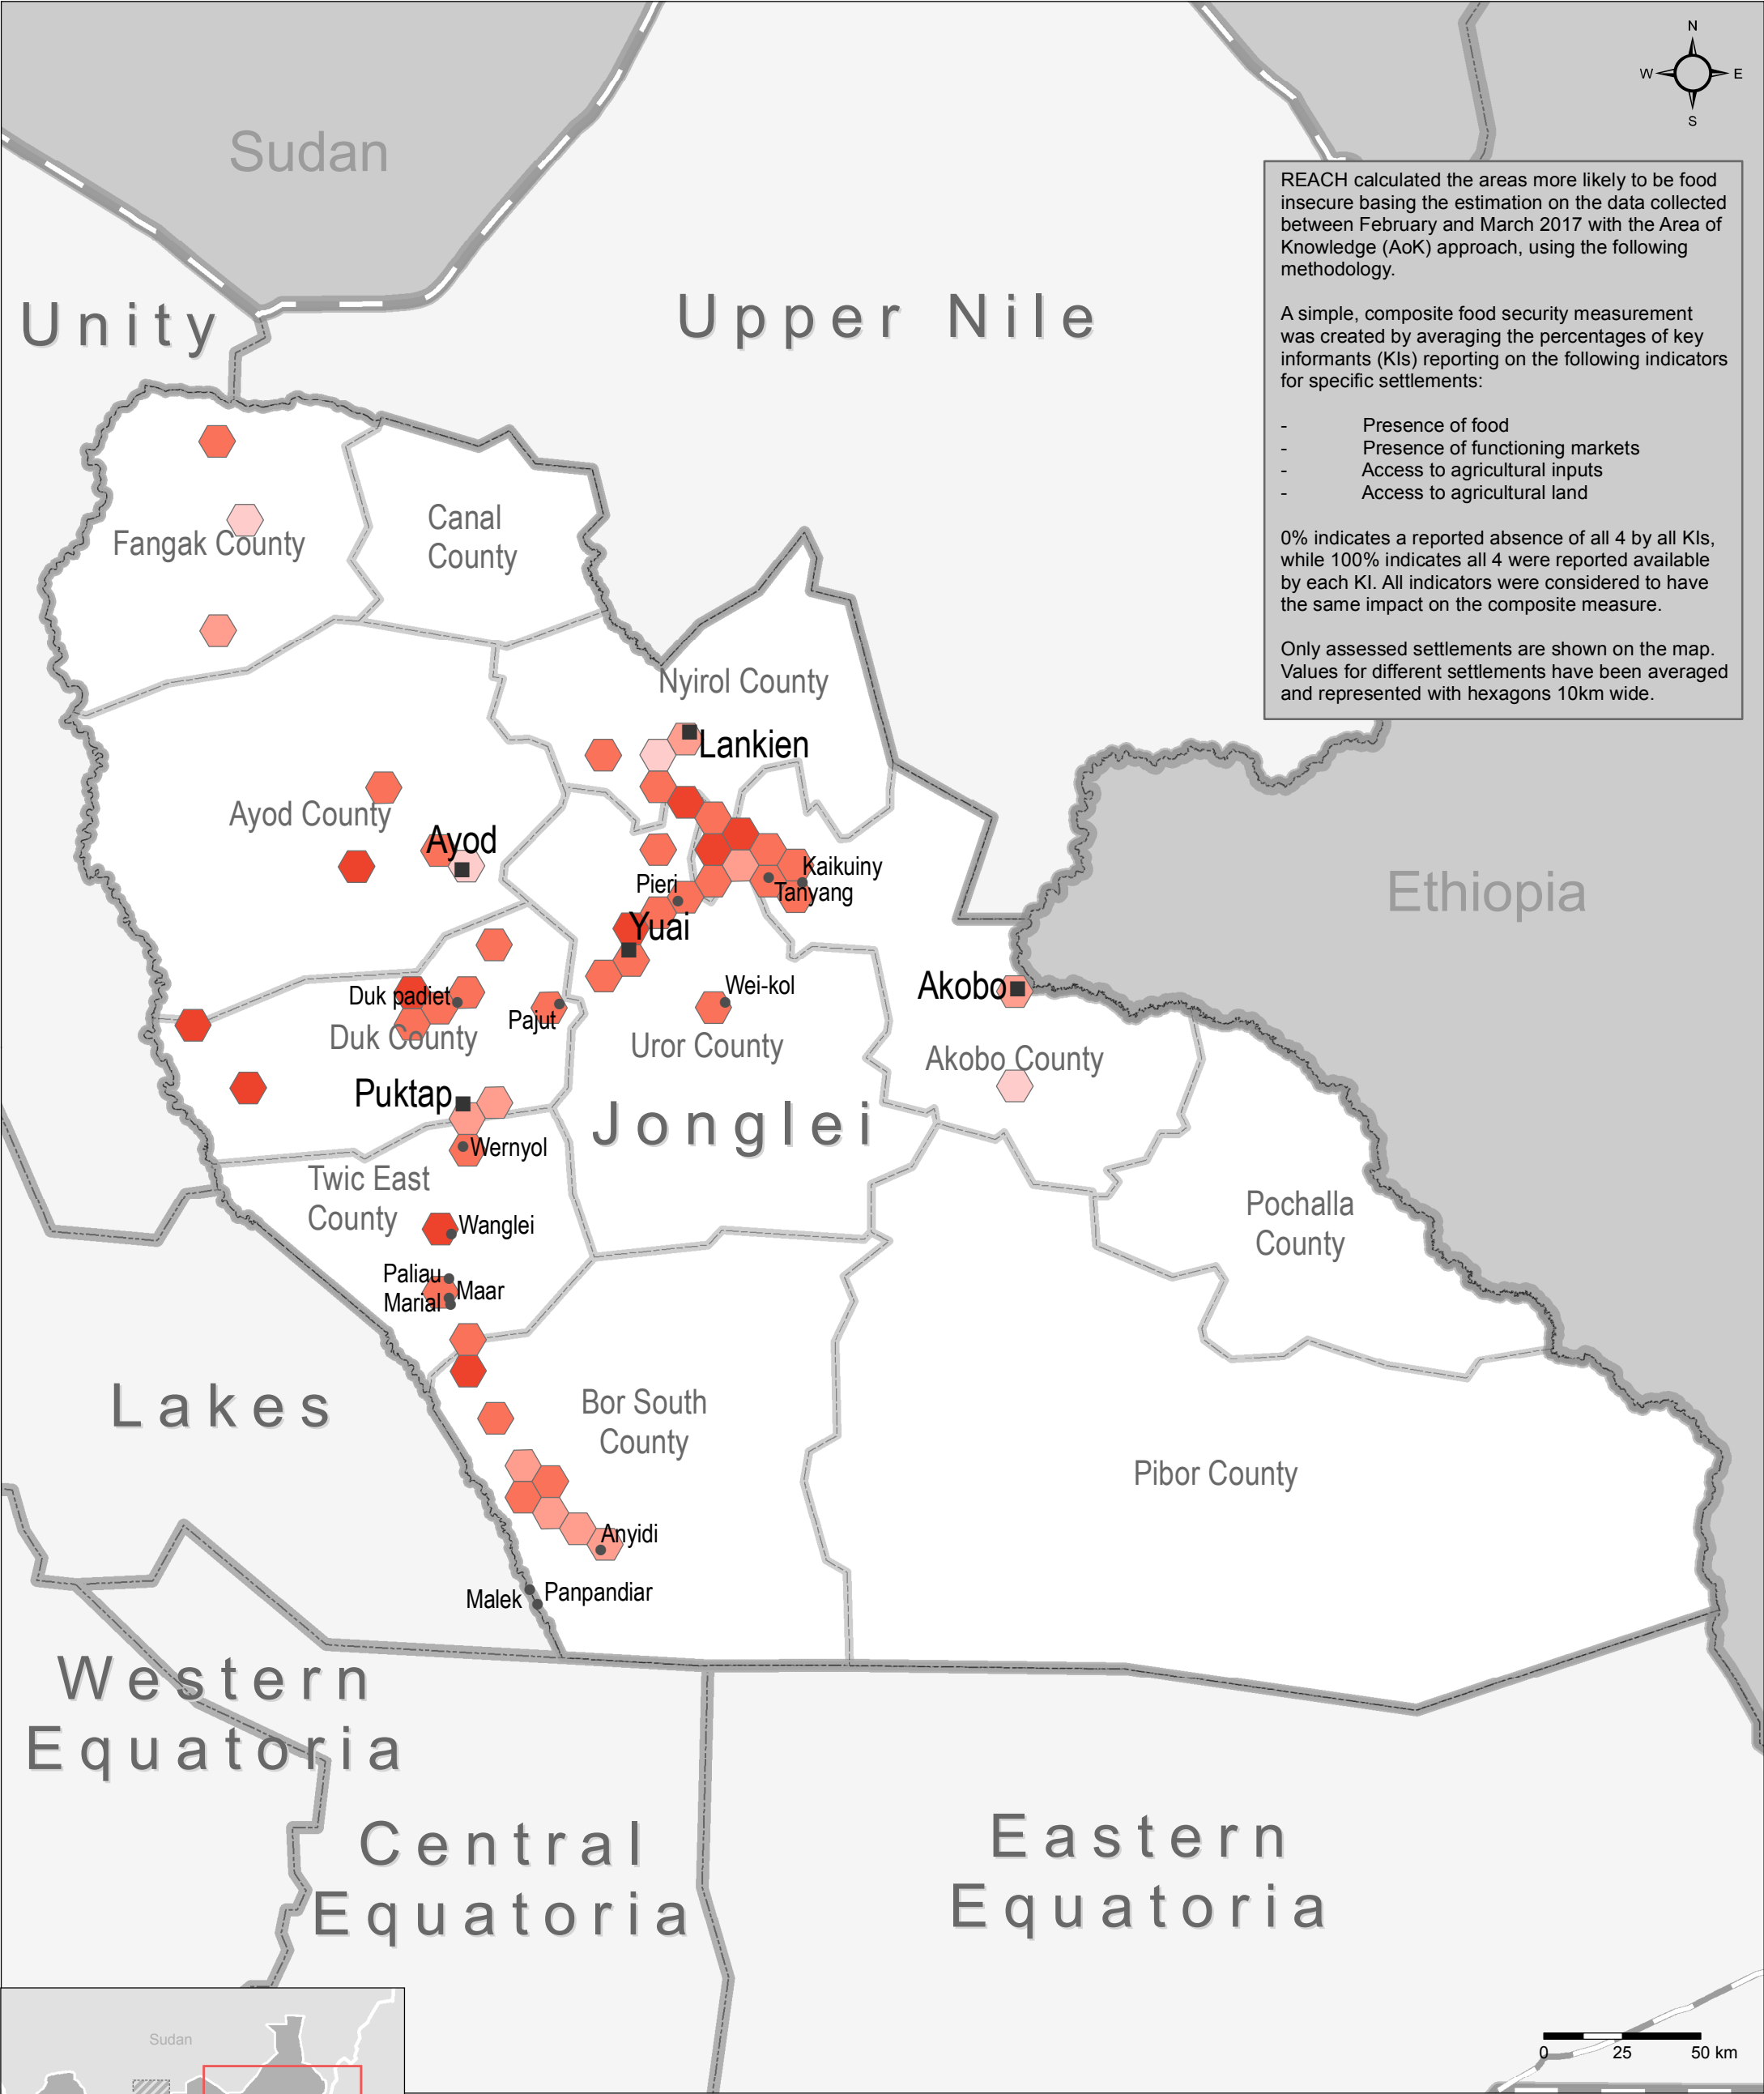 N
W E
S
Sudan
REACH calculated the areas more likely to be food
insecure basing the estimation on the data collected
between February and March 2017 with the Area of
Knowledge (AoK) approach, using the following
methodology.
A simple, composite food security measurement
was created by averaging the percentages of key
informants (KIs) reporting on the following indicators
for specific settlements:
- Presence of food
- Presence of functioning markets
- Access to agricultural inputs
- Access to agricultural land
0% indicates a reported absence of all 4 by all KIs,
while 100% indicates all 4 were reported available
by each KI. All indicators were considered to have
the same impact on the composite measure.
Only assessed settlements are shown on the map.
Values for different settlements have been averaged
and represented with hexagons 10km wide.
Unity
Upper Nile
Fangak County
Canal
County
Nyirol County
Lankien
Ayod County
Ayod
Kaikuiny
Tanyang
Pieri
Yuai
Ethiopia
Duk padiet
Pajut
Wei-kol
Akobo
Duk County
Uror County
Akobo County
Puktap
Jonglei
Wernyol
Twic East
County
Wanglei
Pochalla
County
Paliau
Maar
Marial
Lakes
Bor South
County
Pibor County
Anyidi
Malek
Panpandiar
Western
Equatoria
Central
Equatoria
Eastern
Equatoria
Sudan
0 25 50 km